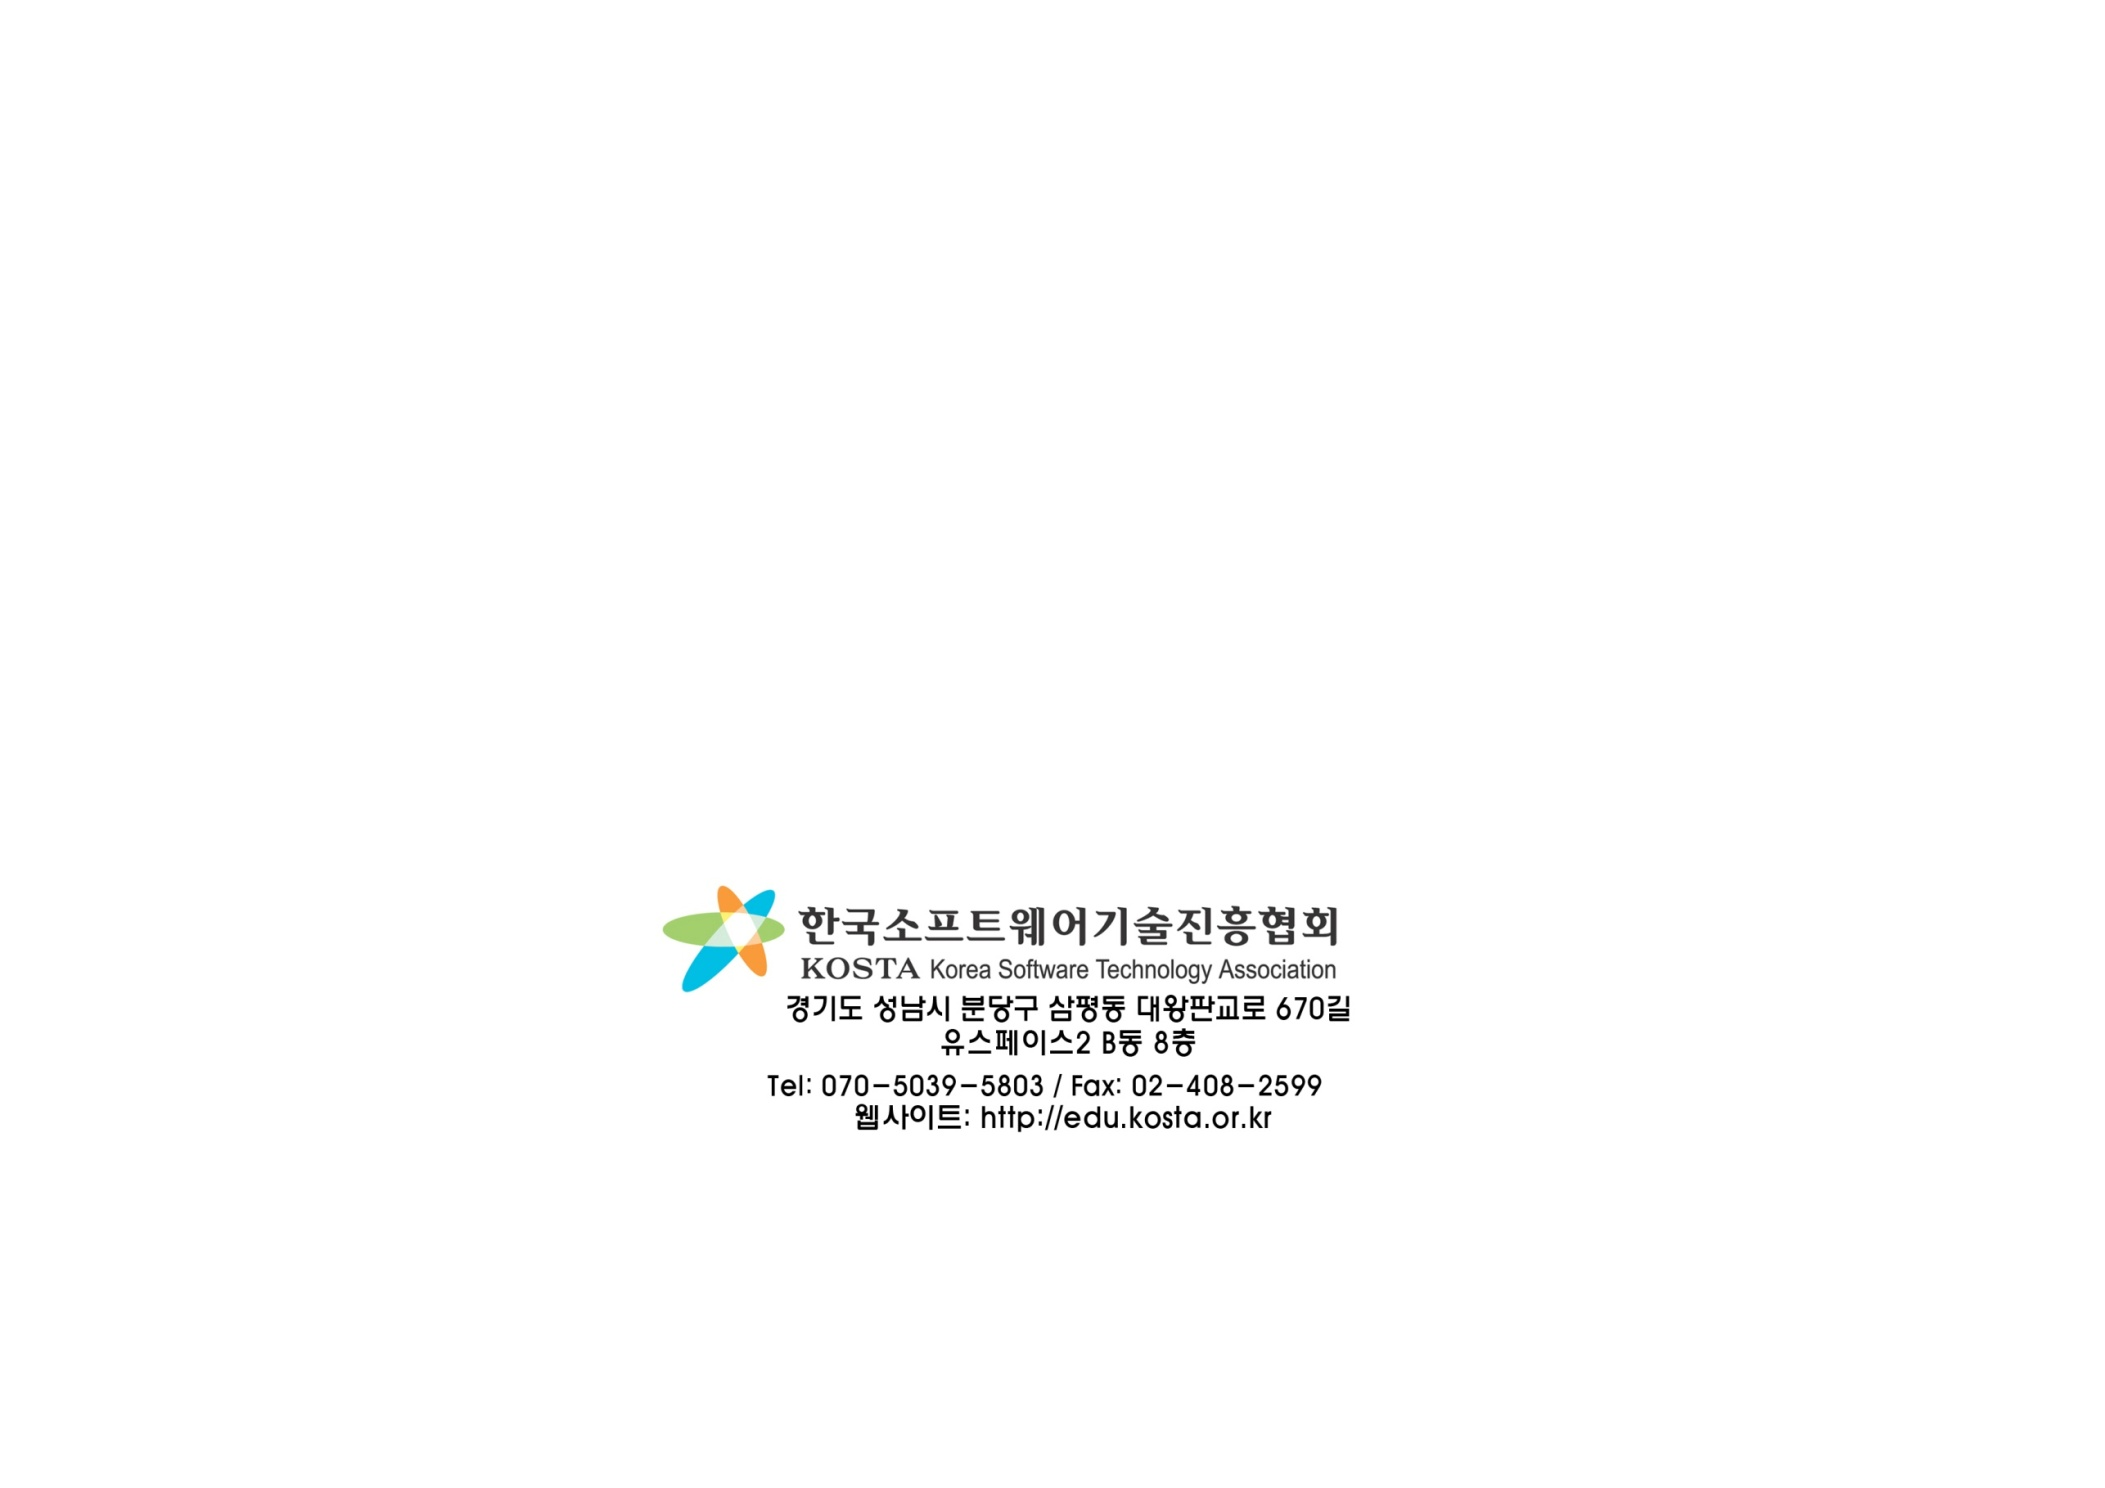 한국소프트웨어기술진흥협회
KOSTA Korea Software Technology Association
경기도 성남시 분당구 삼평동 대왕판교로 670길
유스페이스2 B동 8층
Tel: 070-5039-5803 / Fax: 02-408-2599
웹사이트: http://edu.kosta.or.kr